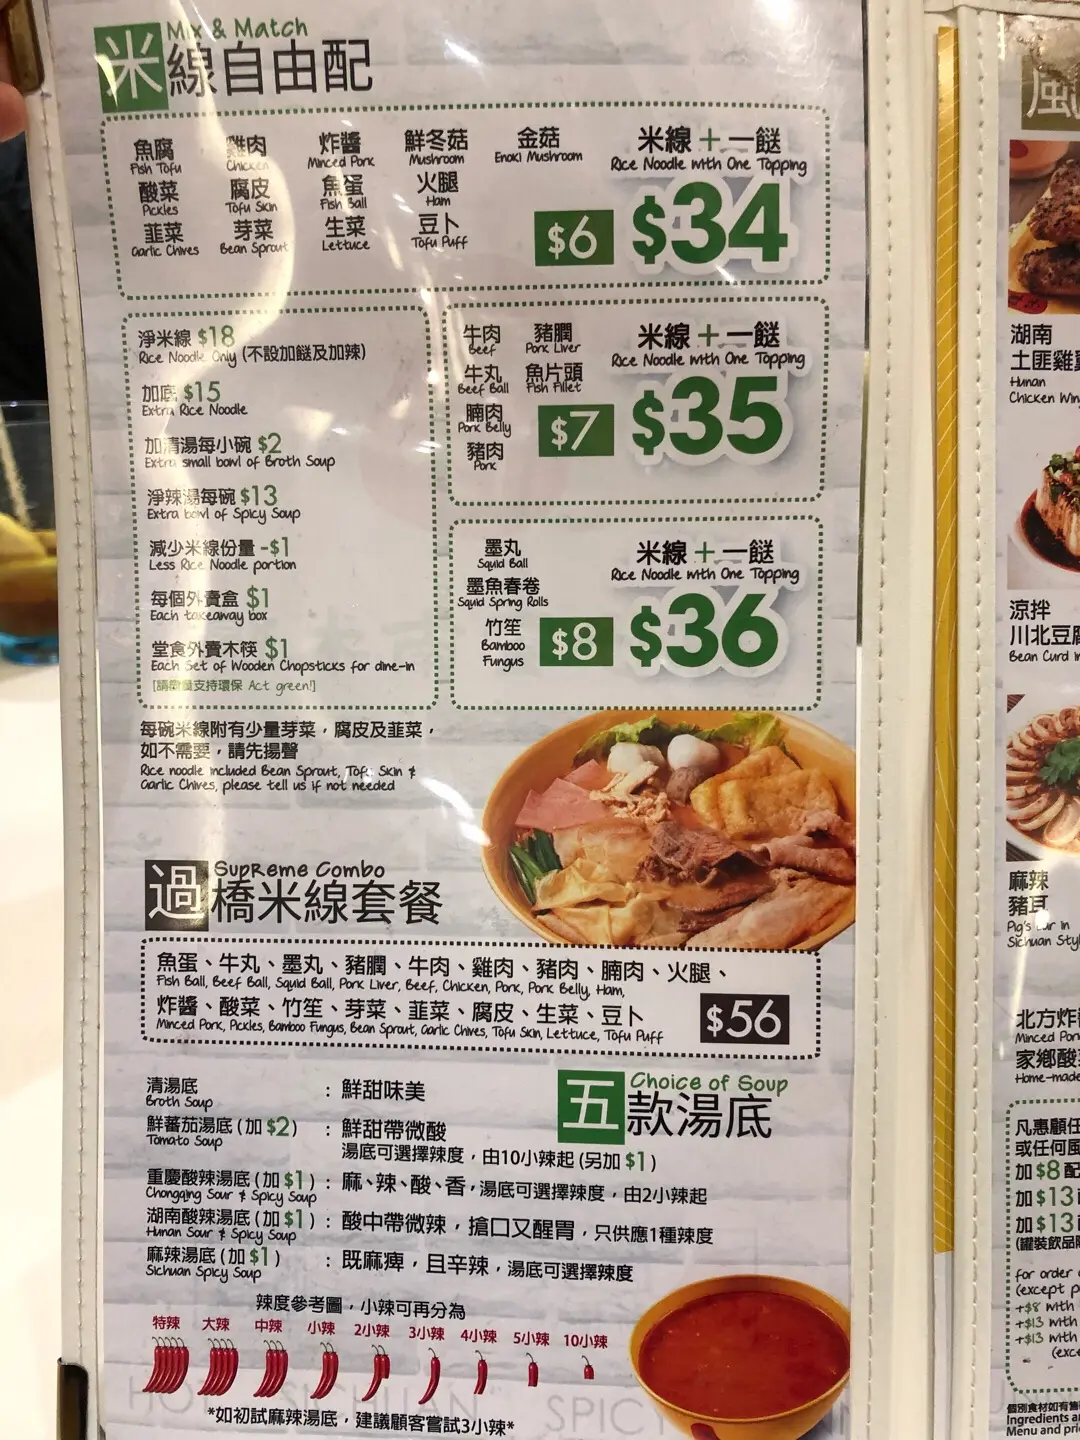 Mix & Match
米線自由配
魚腐 雞肉 炸醬 鮮冬菇 金菇
Fish Tofu Chicken Minced Pork Mushroom Enoki Mushroom
酸菜 腐皮 魚蛋 火腿
Pickles Tofu Skin Fish Ball Ham
韮菜 芽菜 生菜 豆卜
Garlic Chives Bean Sprout Lettuce Tofu Puff
$6
米線+一餸
Rice Noodle with One Topping
$34
淨米線 $18
Rice Noodle Only (不設加餸及加辣)
加底 $15
Extra Rice Noodle
加清湯每小碗 $2
Extra small bowl of Broth Soup
淨辣湯每碗 $13
Extra bowl of Spicy Soup
減少米線份量 -$1
Less Rice Noodle portion
每個外賣盒 $1
Each takeaway box
堂食外賣木筷 $1
Each Set of Wooden Chopsticks for dine-in
[請盡量支持環保 Act green!]
牛肉 豬膶
Beef Pork Liver
牛丸 魚片頭
Beef Ball Fish Fillet
腩肉
Pork Belly
豬肉
Pork
$7
米線+一餸
Rice Noodle with One Topping
$35
墨丸
Squid Ball
墨魚春卷
Squid Spring Rolls
竹笙
Bamboo
Fungus
$8
米線+一餸
Rice Noodle with One Topping
$36
每碗米線附有少量芽菜，腐皮及韮菜，
如不需要，請先揚聲
Rice noodle included Bean Sprout, Tofu Skin &
Garlic Chives, please tell us if not needed
Supreme Combo
過橋米線套餐
魚蛋、牛丸、墨丸、豬膶、牛肉、雞肉、豬肉、腩肉、火腿、
Fish Ball, Beef Ball, Squid Ball, Pork Liver, Beef, Chicken, Pork, Pork Belly, Ham,
炸醬、酸菜、竹笙、芽菜、韮菜、腐皮、生菜、豆卜
Minced Pork, Pickles, Bamboo Fungus, Bean Sprout, Garlic Chives, Tofu Skin, Lettuce, Tofu Puff
$56
Choice of Soup
五款湯底
清湯底 : 鮮甜味美
Broth Soup
鮮蕃茄湯底 (加 $2) : 鮮甜帶微酸
Tomato Soup
湯底可選擇辣度，由10小辣起 (另加 $1)
重慶酸辣湯底 (加 $1) : 麻、辣、酸、香，湯底可選擇辣度，由2小辣起
Chongqing Sour & Spicy Soup
湖南酸辣湯底 (加 $1) : 酸中帶微辣，搶口又醒胃，只供應1種辣度
Hunan Sour & Spicy Soup
麻辣湯底 (加 $1) : 既麻痺，且辛辣，湯底可選擇辣度
Sichuan Spicy Soup
辣度參考圖，小辣可再分為
特辣 大辣 中辣 小辣 2小辣 3小辣 4小辣 5小辣 10小辣
SICHUAN SPICY
*如初試麻辣湯底，建議顧客嘗試3小辣*
湖南
土匪雞
Hunan
Chicken Win
涼拌
川北豆
Bean Curd i
麻辣
豬耳
Pig's Ear in
Sichuan Sty
北方炸
Minced Por
家鄉酸
Home-made
凡惠顧任
或任何風
加 $8 配
加 $13
加 $13
(罐裝飲品
for order
(except p
+$8 with
+$13 with
+$13 with
(exc
個別食材如有售
Ingredients a
Menu and pri